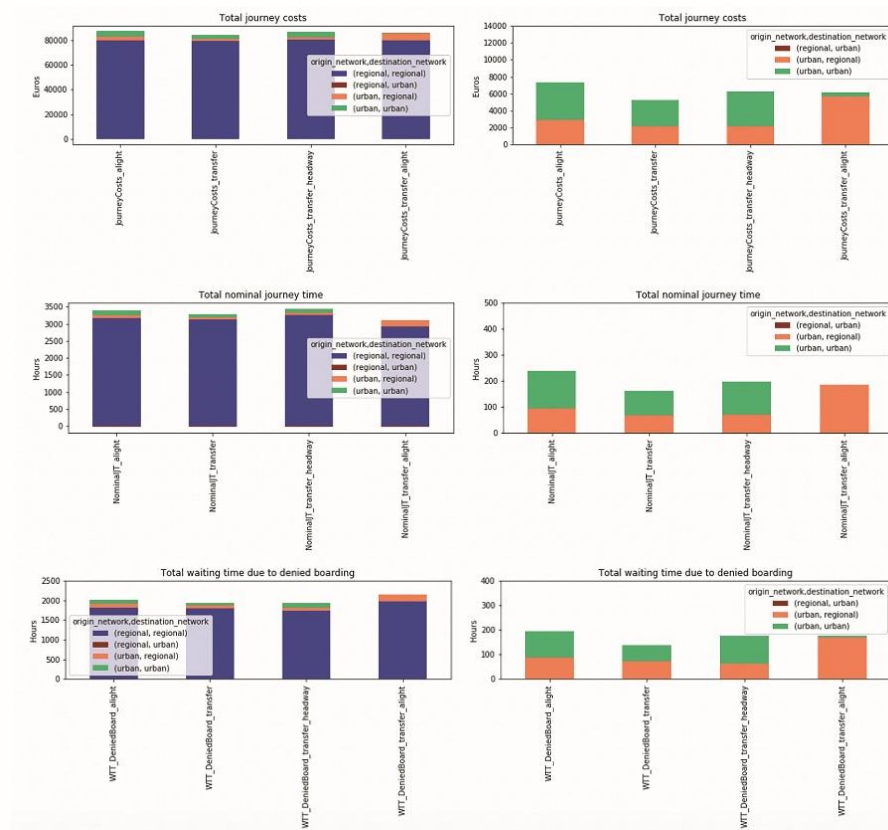 Total journey costs
80000
60000
40000
20000
0
Euros
origin_network,destination_network
(regional, regional)
(regional, urban)
(urban, regional)
(urban, urban)
JourneyCosts_alight
JourneyCosts_transfer
JourneyCosts_transfer_headway
JourneyCosts_transfer_alight
Total journey costs
14000
12000
10000
8000
6000
4000
2000
0
Euros
origin_network,destination_network
(regional, urban)
(urban, regional)
(urban, urban)
JourneyCosts_alight
JourneyCosts_transfer
JourneyCosts_transfer_headway
JourneyCosts_transfer_alight
Total nominal journey time
3500
3000
2500
2000
1500
1000
500
0
Hours
origin_network,destination_network
(regional, regional)
(regional, urban)
(urban, regional)
(urban, urban)
NominalJT_alight
NominalJT_transfer
NominalJT_transfer_headway
NominalJT_transfer_alight
Total nominal journey time
500
400
300
200
100
0
Hours
origin_network,destination_network
(regional, urban)
(urban, regional)
(urban, urban)
NominalJT_alight
NominalJT_transfer
NominalJT_transfer_headway
NominalJT_transfer_alight
Total waiting time due to denied boarding
2500
2000
1500
1000
500
0
Hours
origin_network,destination_network
(regional, regional)
(regional, urban)
(urban, regional)
(urban, urban)
WTT_DeniedBoard_alight
WTT_DeniedBoard_transfer
WTT_DeniedBoard_transfer_headway
WTT_DeniedBoard_transfer_alight
Total waiting time due to denied boarding
400
300
200
100
0
Hours
origin_network,destination_network
(regional, urban)
(urban, regional)
(urban, urban)
WTT_DeniedBoard_alight
WTT_DeniedBoard_transfer
WTT_DeniedBoard_transfer_headway
WTT_DeniedBoard_transfer_alight